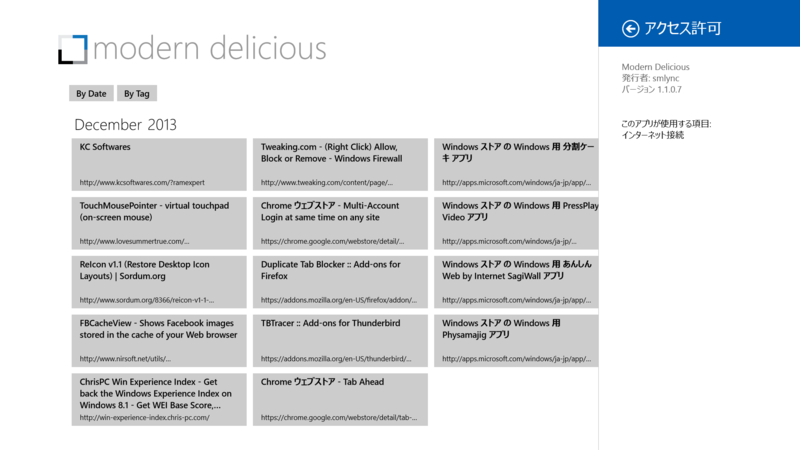 modern delicious
By Date
By Tag
December 2013
KC Softwares
http://www.kcsoftwares.com/?ramexpert
TouchMousePointer - virtual touchpad
(on-screen mouse)
http://www.lovesummertrue.com/...
ReIcon v1.1 (Restore Desktop Icon
Layouts) | Sordum.org
http://www.sordum.org/8366/reicon-v1-1-...
FBCacheView - Shows Facebook images
stored in the cache of your Web browser
http://www.nirsoft.net/utils/...
ChrisPC Win Experience Index - Get
back the Windows Experience Index on
Windows 8.1 - Get WEI Base Score,...
http://win-experience-index.chris-pc.com/
Tweaking.com - (Right Click) Allow,
Block or Remove - Windows Firewall
http://www.tweaking.com/content/page/...
Chrome ウェブストア - Multi-Account
Login at same time on any site
https://chrome.google.com/webstore/detail/...
Duplicate Tab Blocker :: Add-ons for
Firefox
https://addons.mozilla.org/en-US/firefox/addon/...
TBTracer :: Add-ons for Thunderbird
https://addons.mozilla.org/en-US/thunderbird/...
Chrome ウェブストア - Tab Ahead
https://chrome.google.com/webstore/detail/tab-...
Windows ストア の Windows 用 分割ケー
キ アプリ
http://apps.microsoft.com/windows/ja-jp/app/...
Windows ストア の Windows 用 PressPlay
Video アプリ
http://apps.microsoft.com/windows/ja-jp/...
Windows ストア の Windows 用 あんしん
Web by Internet SagiWall アプリ
http://apps.microsoft.com/windows/ja-jp/app/...
Windows ストア の Windows 用
Physamajig アプリ
http://apps.microsoft.com/windows/ja-jp/app/...
アクセス許可
Modern Delicious
発行者: smlync
バージョン 1.1.0.7
このアプリが使用する項目:
インターネット接続